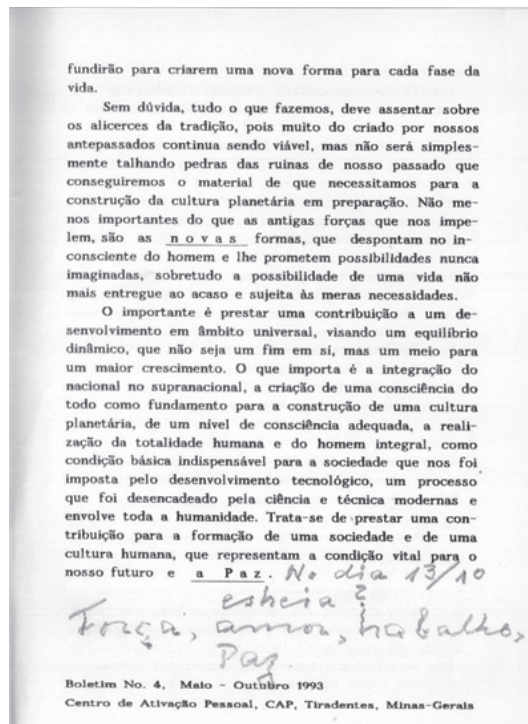 fundirão para criarem uma nova forma para cada fase da
vida.
Sem dúvida, tudo o que fazemos, deve assentar sobre
os alicerces da tradição, pois muito do criado por nossos
antepassados continua sendo viável, mas não será simples-
mente talhando pedras das ruinas de nosso passado que
conseguiremos o material de que necessitamos para a
construção da cultura planetária em preparação. Não me-
nos importantes do que as antigas forças que nos impe-
lem, são as n o v a s formas, que despontam no in-
consciente do homem e lhe prometem possibilidades nunca
imaginadas, sobretudo a possibilidade de uma vida não
mais entregue ao acaso e sujeita às meras necessidades.
O importante é prestar uma contribuição a um de-
senvolvimento em âmbito universal, visando um equilíbrio
dinâmico, que não seja um fim em si, mas um meio para
um maior crescimento. O que importa é a integração do
nacional no supranacional, a criação de uma consciência do
todo como fundamento para a construção de uma cultura
planetária, de um nível de consciência adequada, a reali-
zação da totalidade humana e do homem integral, como
condição básica indispensável para a sociedade que nos foi
imposta pelo desenvolvimento tecnológico, um processo
que foi desencadeado pela ciência e técnica modernas e
envolve toda a humanidade. Trata-se de prestar uma con-
tribuição para a formação de uma sociedade e de uma
cultura humana, que representam a condição vital para o
nosso futuro e a P a z . No dia 13/10
Força, amor, trabalho,
Paz.
Boletim No. 4, Maio - Outubro 1993
Centro de Ativação Pessoal, CAP, Tiradentes, Minas-Gerais